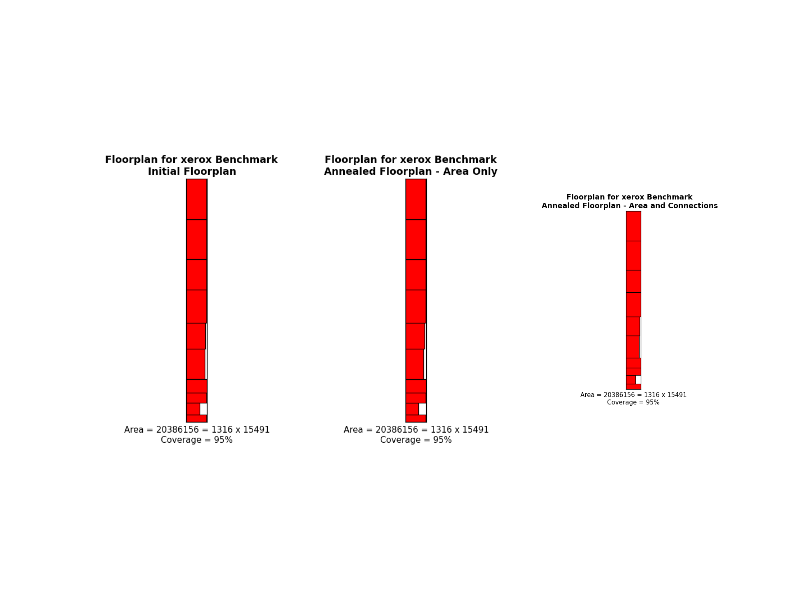 Floorplan for xerox Benchmark
Initial Floorplan
Area = 20386156 = 1316 x 15491
Coverage = 95%
Floorplan for xerox Benchmark
Annealed Floorplan - Area Only
Area = 20386156 = 1316 x 15491
Coverage = 95%
Floorplan for xerox Benchmark
Annealed Floorplan - Area and Connections
Area = 20386156 = 1316 x 15491
Coverage = 95%